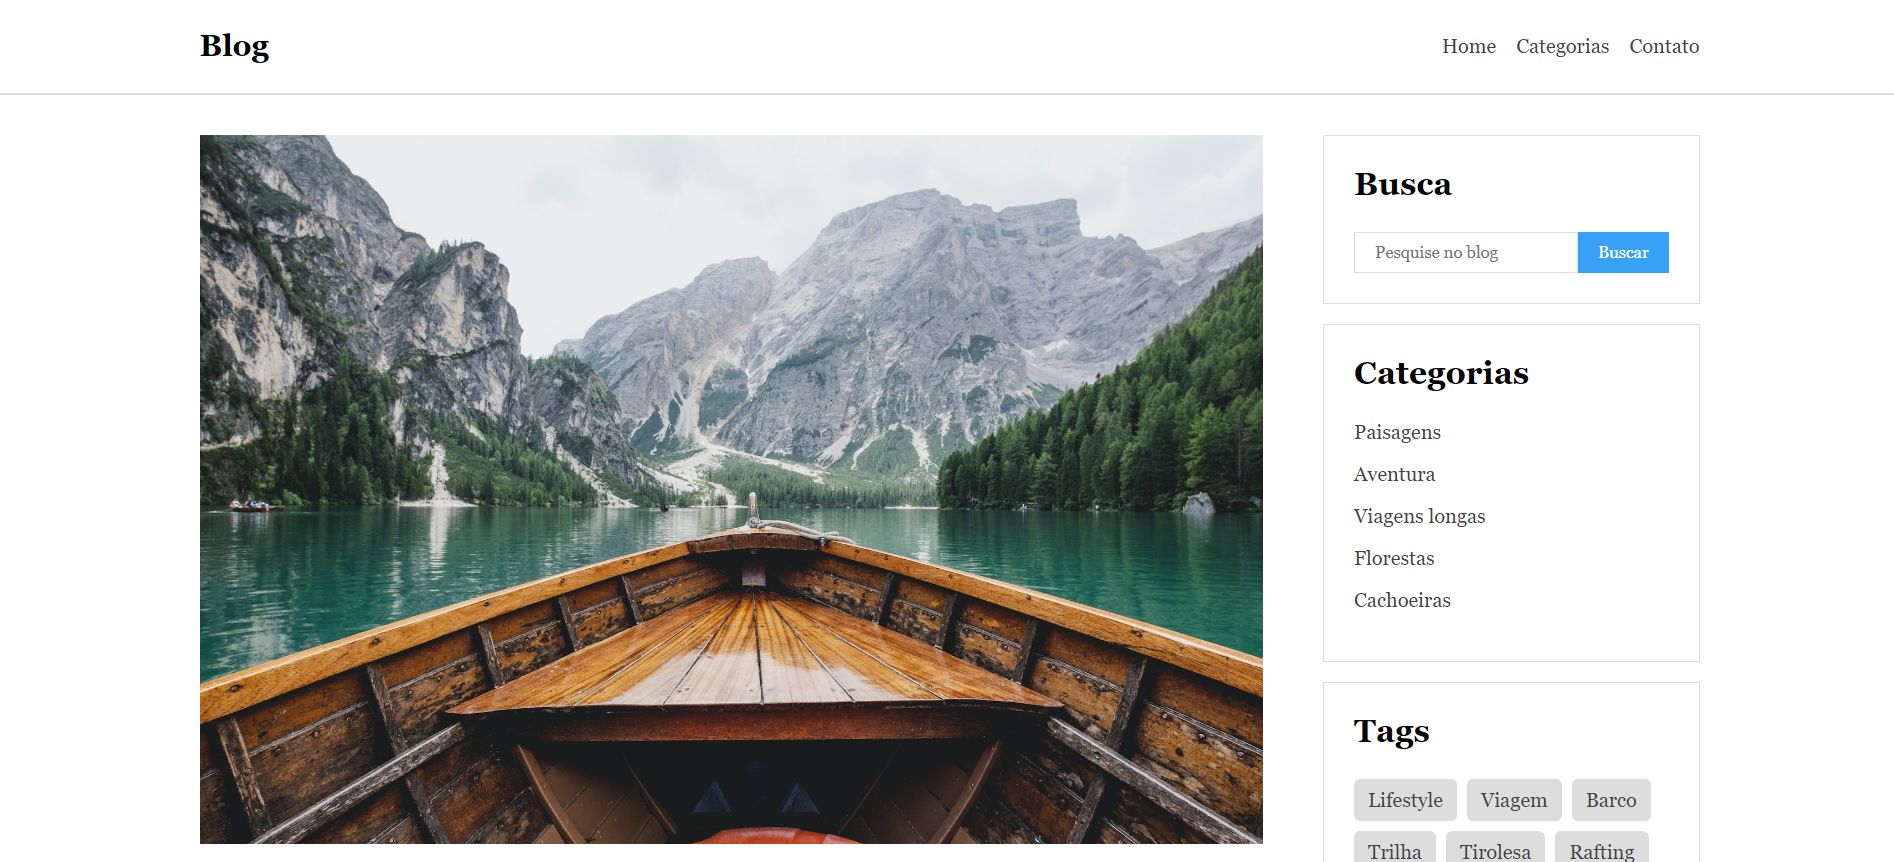 Blog
Home Categorias Contato
Busca
Pesquise no blog Buscar
Categorias
Paisagens
Aventura
Viagens longas
Florestas
Cachoeiras
Tags
Lifestyle Viagem Barco
Trilha Tirolesa Rafting